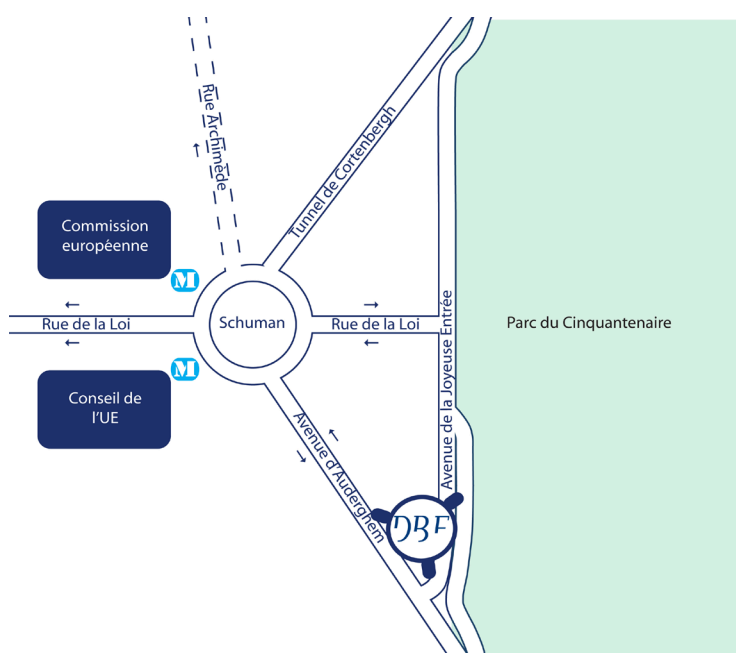 Rue Archimède
Tunnel de Cortenbergh
Commission
européenne
M
Rue de la Loi
Schuman
Rue de la Loi
Avenue de la Joyeuse Entrée
Parc du Cinquantenaire
M
Conseil de
l'UE
Avenue d'Auderghem
DBF